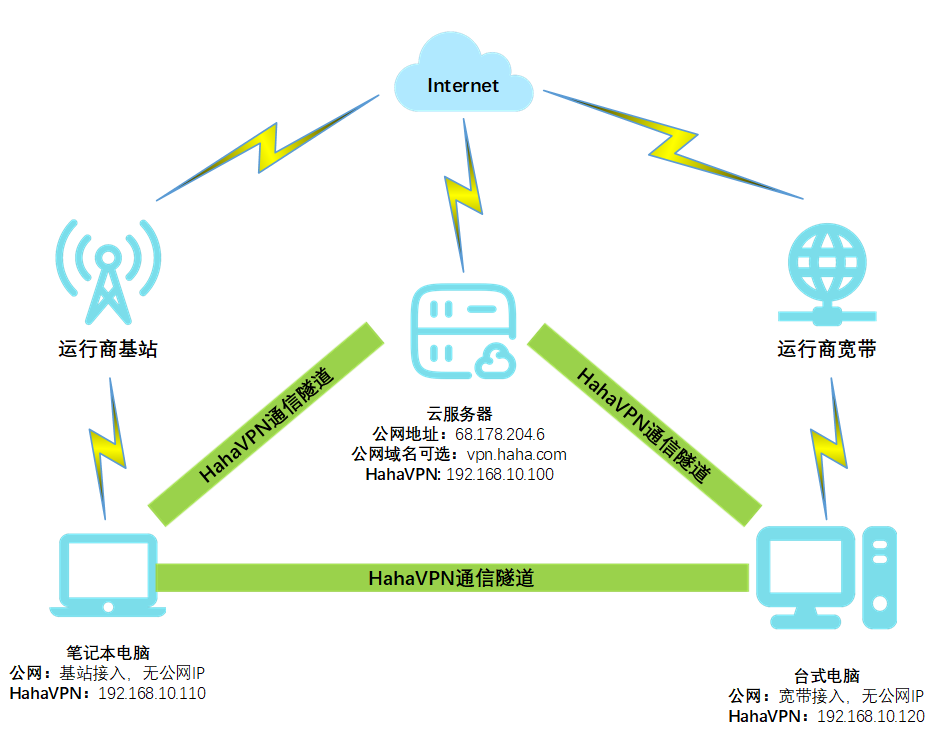 Internet
运行商基站
运行商宽带
HahaVPN通信隧道
HahaVPN通信隧道
云服务器
公网地址：68.178.204.6
公网域名可选：vpn.haha.com
HahaVPN: 192.168.10.100
HahaVPN通信隧道
笔记本电脑
公网：基站接入，无公网IP
HahaVPN：192.168.10.110
台式电脑
公网：宽带接入，无公网IP
HahaVPN：192.168.10.120